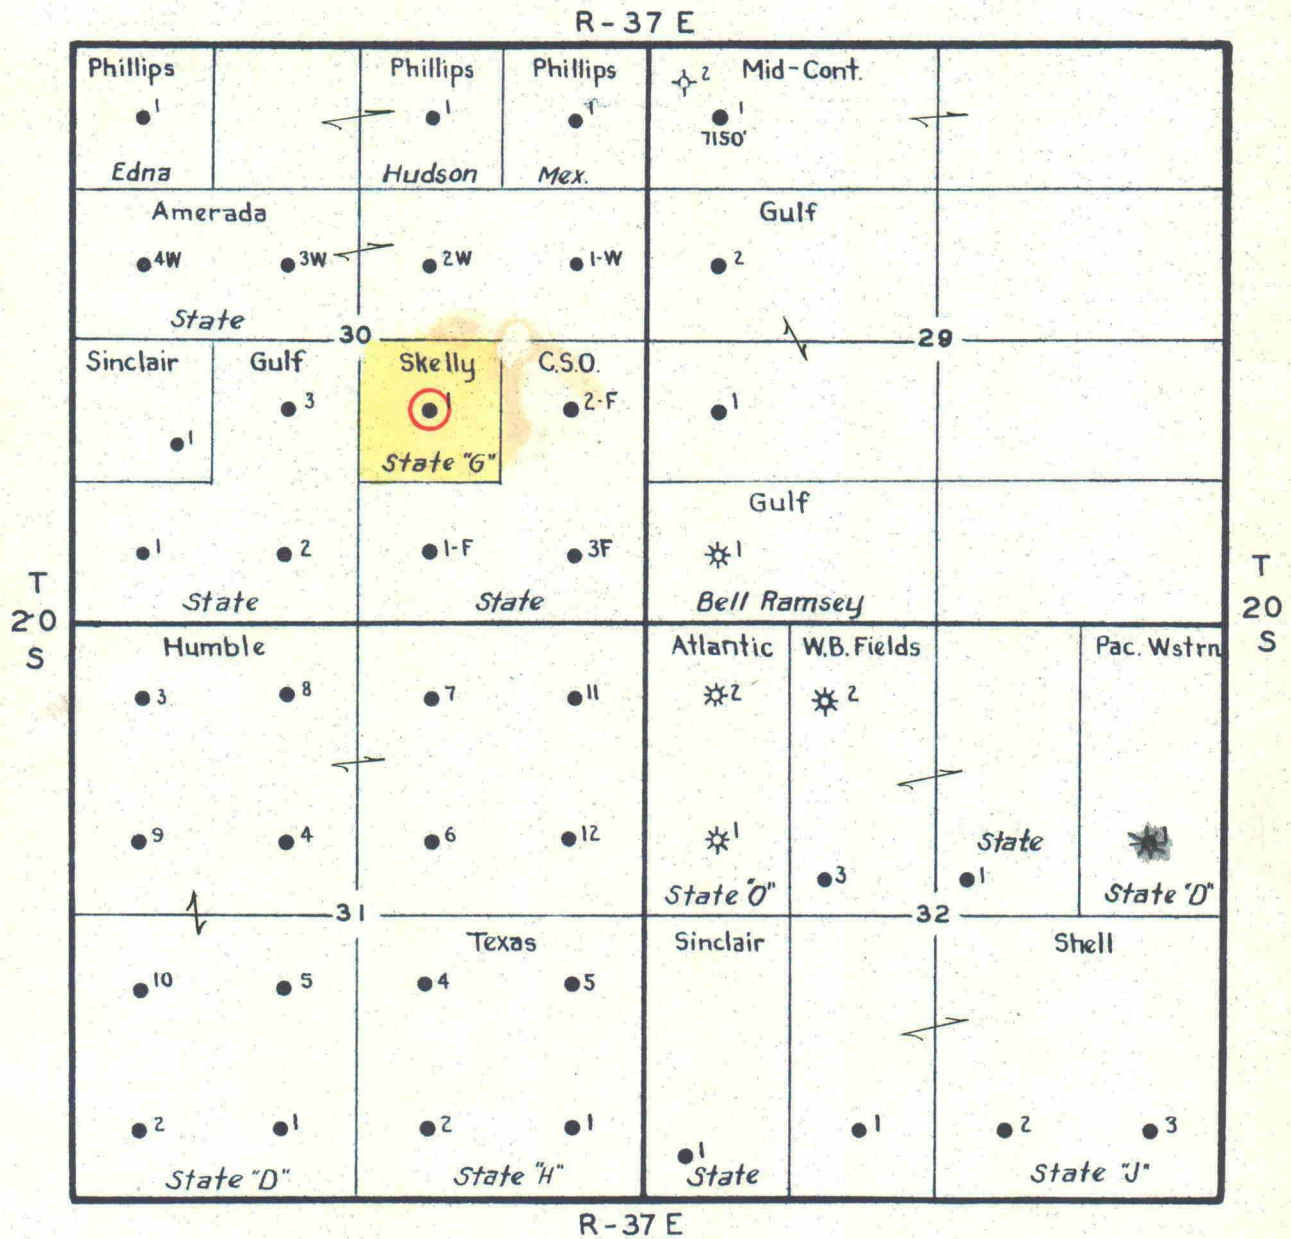 R-37 E
Phillips Phillips Phillips 2 Mid-Cont.
1 1 1 1
7150'
Edna Hudson Mex.
Amerada Gulf
4W 3W 2W 1-W 2
State
30 29
Sinclair Gulf Skelly C.S.O.
3 1 2-F 1
1
State "G"
Gulf
1 2 1-F 3F 1
T T
State State Bell Ramsey
20 20
Humble Atlantic W.B. Fields Pac. Wstrn
S S
3 8 7 11 2 2
9 4 6 12 1 State 1
3 1
State "O" State "D"
31 32
Texas Sinclair Shell
10 5 4 5
2 1 2 1 1 2 3
1
State "D" State "H" State State "J"
R-37 E